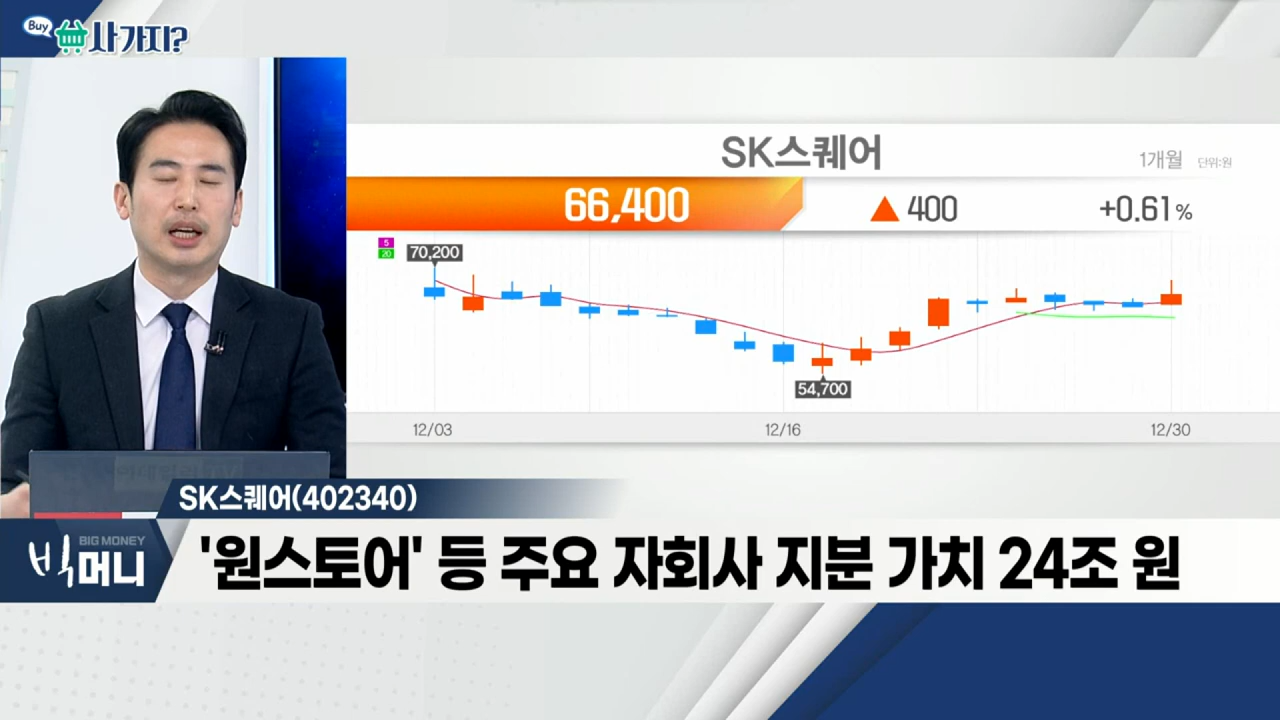 Buy 사 가지?
SK스퀘어
1개월 단위:원
66,400 ▲ 400 +0.61%
5
20
70,200
54,700
12/03 12/16 12/30
SK스퀘어(402340)
BIG MONEY
빅머니
'원스토어' 등 주요 자회사 지분 가치 24조 원